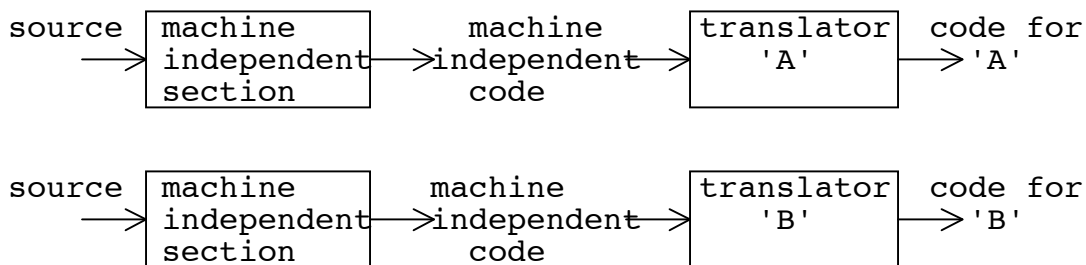 source machine machine translator code for
independent independent 'A' 'A'
section code
source machine machine translator code for
independent independent 'B' 'B'
section code